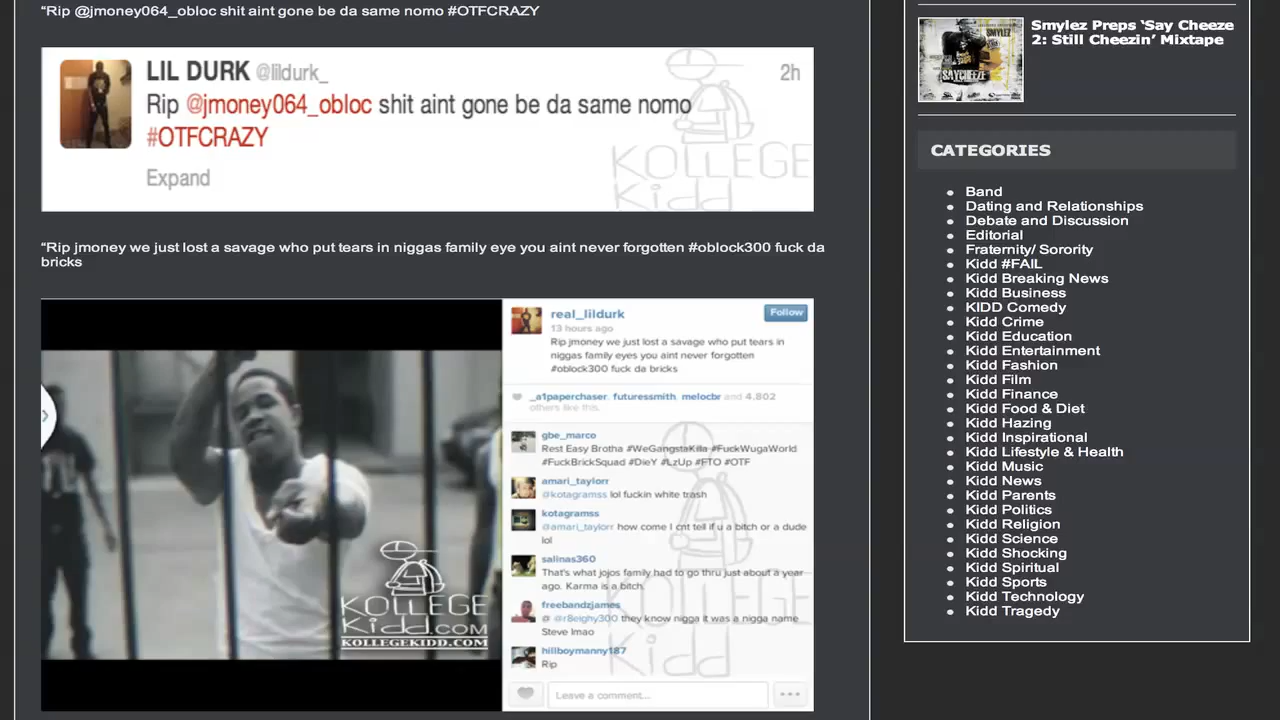 “Rip @jmoney064_obloc shit aint gone be da same nomo #OTFCRAZY
LIL DURK @lildurk_ 2h
Rip @jmoney064_obloc shit aint gone be da same nomo
#OTFCRAZY
Expand
KOLLEGE
Kidd
“Rip jmoney we just lost a savage who put tears in niggas family eye you aint never forgotten #oblock300 fuck da
bricks
real_lildurk Follow
13 hours ago
Rip jmoney we just lost a savage who put tears in
niggas family eyes you aint never forgotten
#oblock300 fuck da bricks
_a1paperchaser, futuressmith, melocbr and 4,802
others like this.
gbe_marco
Rest Easy Brotha #WeGangstaKilla #FuckWugaWorld
#FuckBrickSquad #DieY #LzUp #FTO #OTF
amari_taylorr
@kotagramss lol fuckin white trash
kotagramss
@amari_taylorr how come I cnt tell if u a bitch or a dude
lol
salinas360
That's what jojos family had to go thru just about a year
ago. Karma is a bitch.
freebandzjames
@ @r8eighy300 they know nigga it was a nigga name
Steve lmao
hillboymanny187
Rip
Leave a comment...
KOLLEGE
Kidd.com
KOLLEGEKIDD.COM
KOLLEGE
Kidd
SMYLEZ
SAYCHEEZE
Smylez Preps ‘Say Cheeze
2: Still Cheezin’ Mixtape
CATEGORIES
Band
Dating and Relationships
Debate and Discussion
Editorial
Fraternity/ Sorority
Kidd #FAIL
Kidd Breaking News
Kidd Business
KIDD Comedy
Kidd Crime
Kidd Education
Kidd Entertainment
Kidd Fashion
Kidd Film
Kidd Finance
Kidd Food & Diet
Kidd Hazing
Kidd Inspirational
Kidd Lifestyle & Health
Kidd Music
Kidd News
Kidd Parents
Kidd Politics
Kidd Religion
Kidd Science
Kidd Shocking
Kidd Spiritual
Kidd Sports
Kidd Technology
Kidd Tragedy